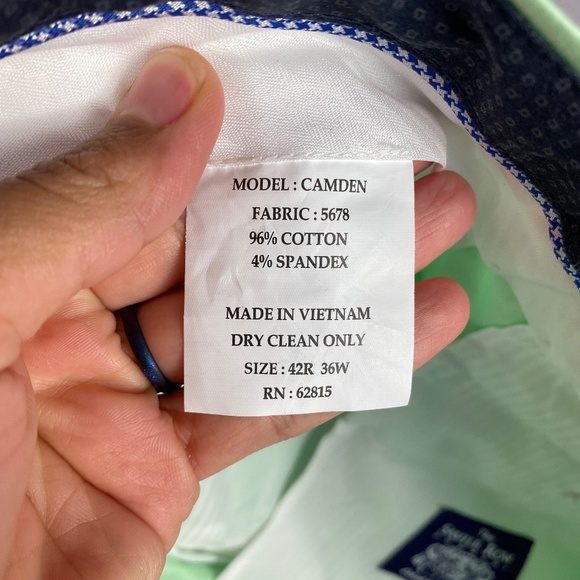 MODEL : CAMDEN
FABRIC : 5678
96% COTTON
4% SPANDEX
MADE IN VIETNAM
DRY CLEAN ONLY
SIZE : 42R 36W
RN : 62815